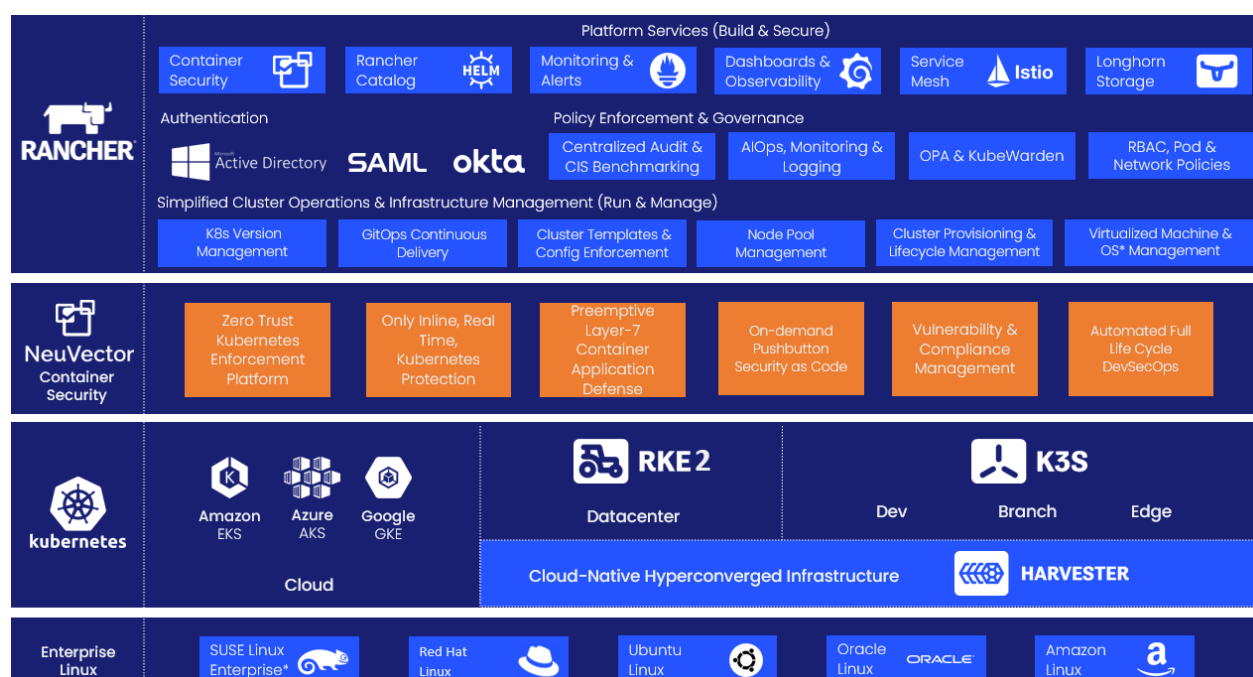 Platform Services (Build & Secure)
Container
Security
Rancher
Catalog
HELM
Monitoring &
Alerts
Dashboards &
Observability
Service
Mesh
Istio
Longhorn
Storage
RANCHER
Authentication
Microsoft
Active Directory
SAML
okta
Policy Enforcement & Governance
Centralized Audit &
CIS Benchmarking
AIOps, Monitoring &
Logging
OPA & KubeWarden
RBAC, Pod &
Network Policies
Simplified Cluster Operations & Infrastructure Management (Run & Manage)
K8s Version
Management
GitOps Continuous
Delivery
Cluster Templates &
Config Enforcement
Node Pool
Management
Cluster Provisioning &
Lifecycle Management
Virtualized Machine &
OS* Management
NeuVector
Container
Security
Zero Trust
Kubernetes
Enforcement
Platform
Only Inline, Real
Time,
Kubernetes
Protection
Preemptive
Layer-7
Container
Application
Defense
On-demand
Pushbutton
Security as Code
Vulnerability &
Compliance
Management
Automated Full
Life Cycle
DevSecOps
kubernetes
K
Amazon
EKS
Azure
AKS
Google
GKE
Cloud
RKE2
Datacenter
K3S
Dev
Branch
Edge
Cloud-Native Hyperconverged Infrastructure
HARVESTER
Enterprise
Linux
SUSE Linux
Enterprise*
Red Hat
Linux
Ubuntu
Linux
Oracle
Linux
ORACLE
Amazon
Linux
a